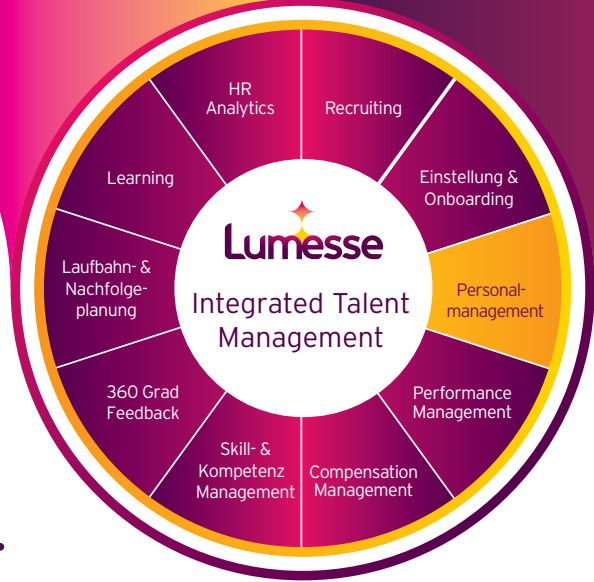 Lumesse
Integrated Talent
Management
HR
Analytics
Recruiting
Einstellung &
Onboarding
Personal-
management
Performance
Management
Compensation
Management
Skill- &
Kompetenz
Management
360 Grad
Feedback
Laufbahn- &
Nachfolge-
planung
Learning